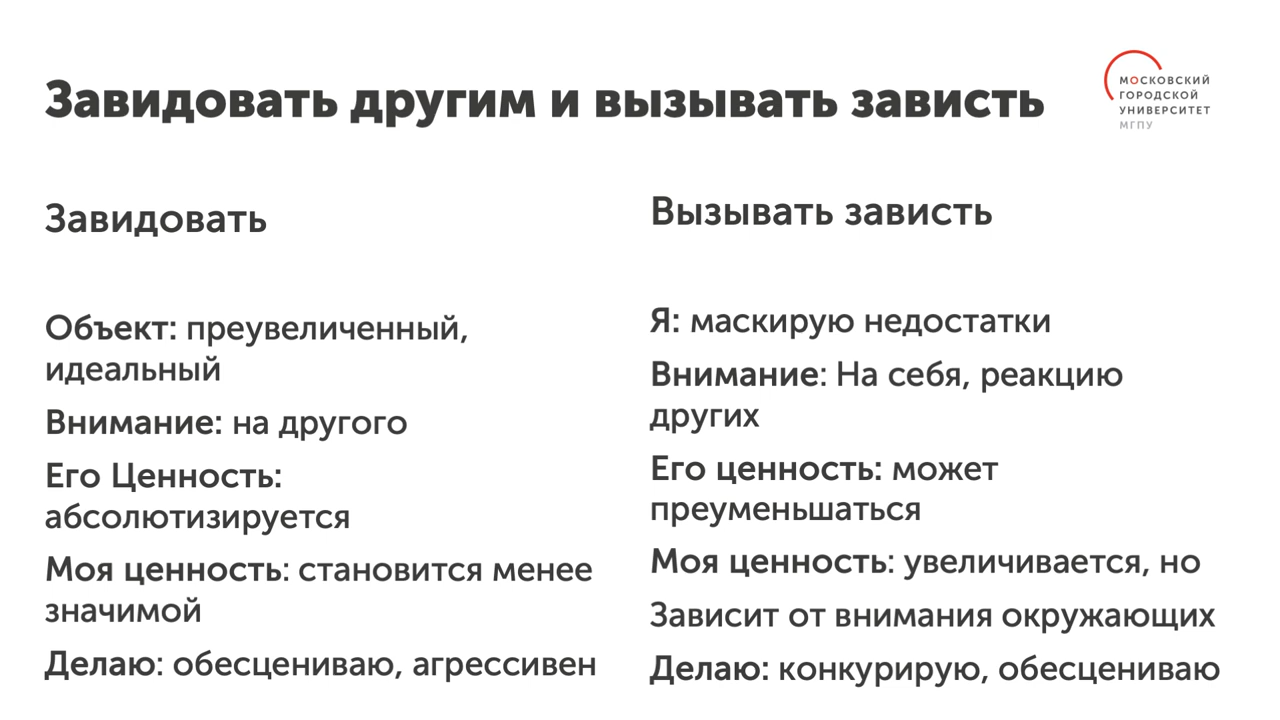 Завидовать другим и вызывать зависть
МОСКОВСКИЙ
ГОРОДСКОЙ
УНИВЕРСИТЕТ
МГПУ
Завидовать
Объект: преувеличенный,
идеальный
Внимание: на другого
Его Ценность:
абсолютизируется
Моя ценность: становится менее
значимой
Делаю: обесцениваю, агрессивен
Вызывать зависть
Я: маскирую недостатки
Внимание: На себя, реакцию
других
Его ценность: может
преуменьшаться
Моя ценность: увеличивается, но
Зависит от внимания окружающих
Делаю: конкурирую, обесцениваю